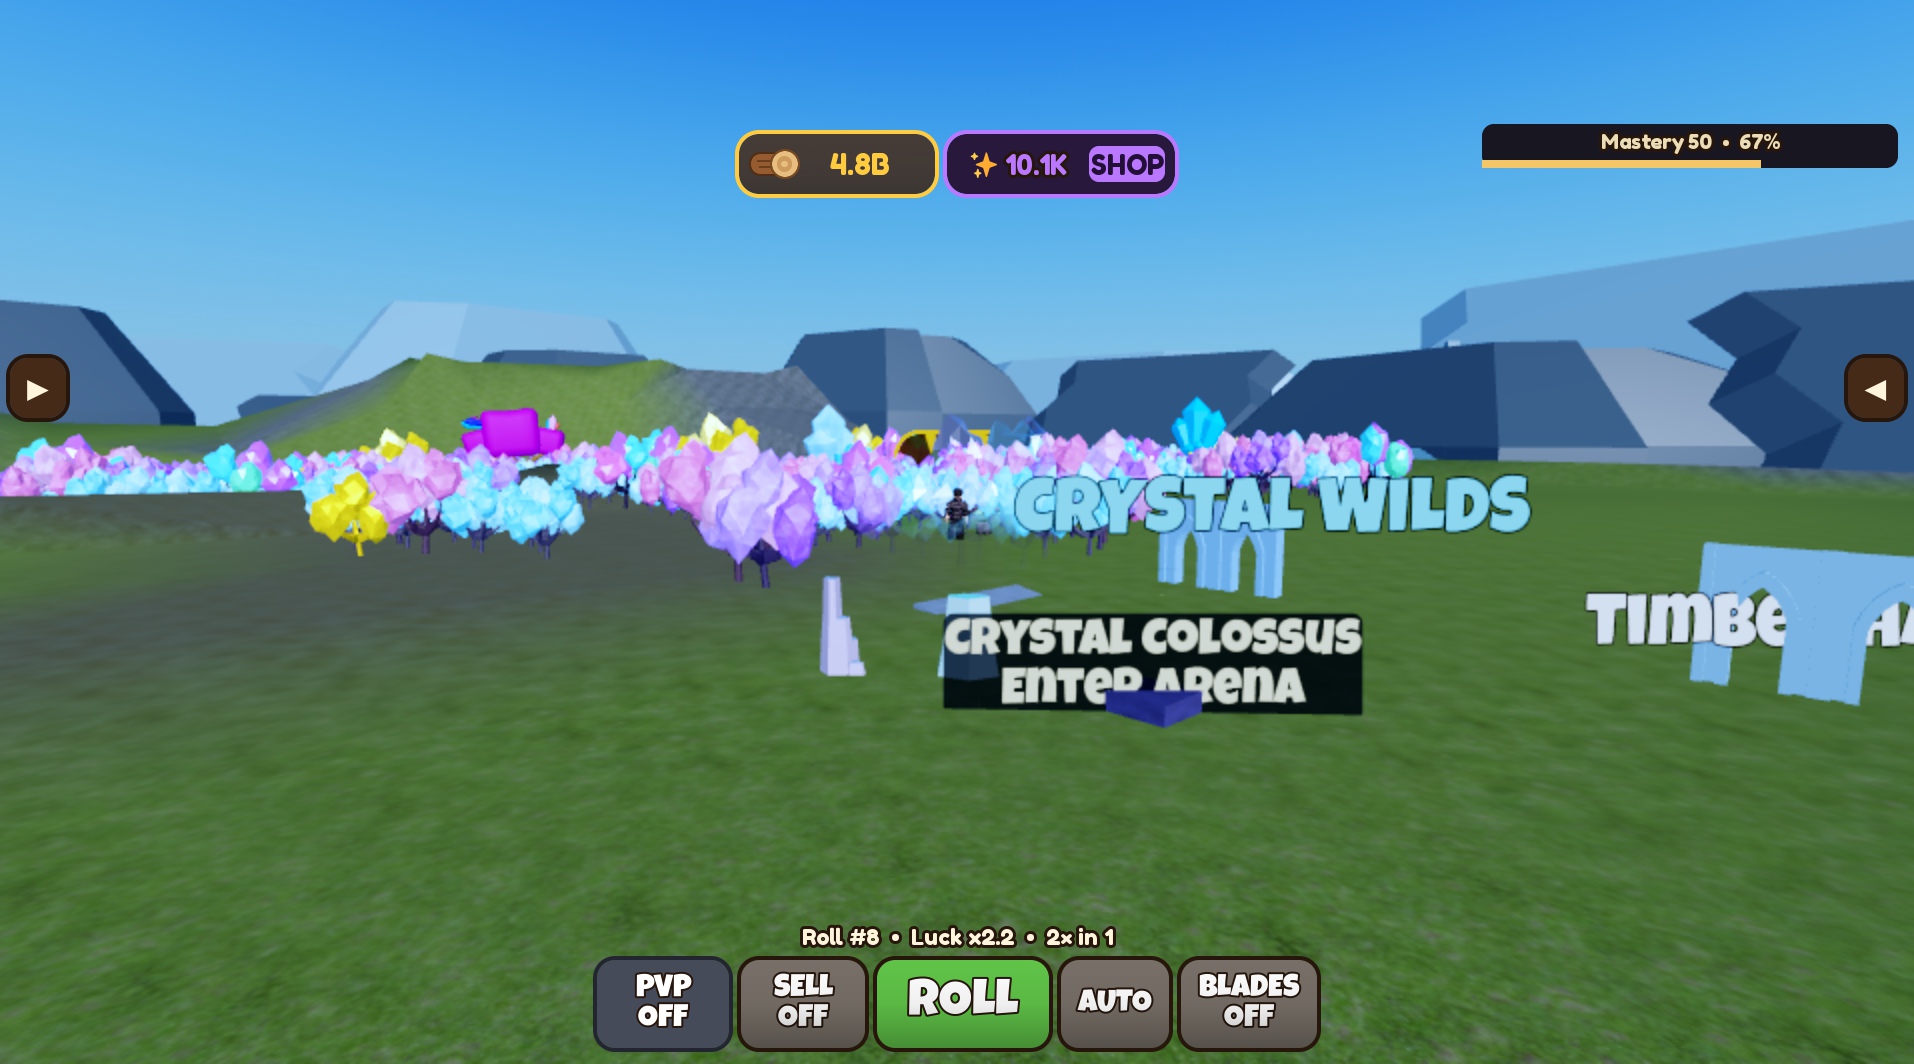 4.8B
10.1K
SHOP
Mastery 50 • 67%
CRYSTAL WILDS
CRYSTAL COLOSSUS
ENTER ARENA
Roll #8 • Luck x2.2 • 2x in 1
PVP
OFF
SELL
OFF
ROLL
AUTO
BLADES
OFF